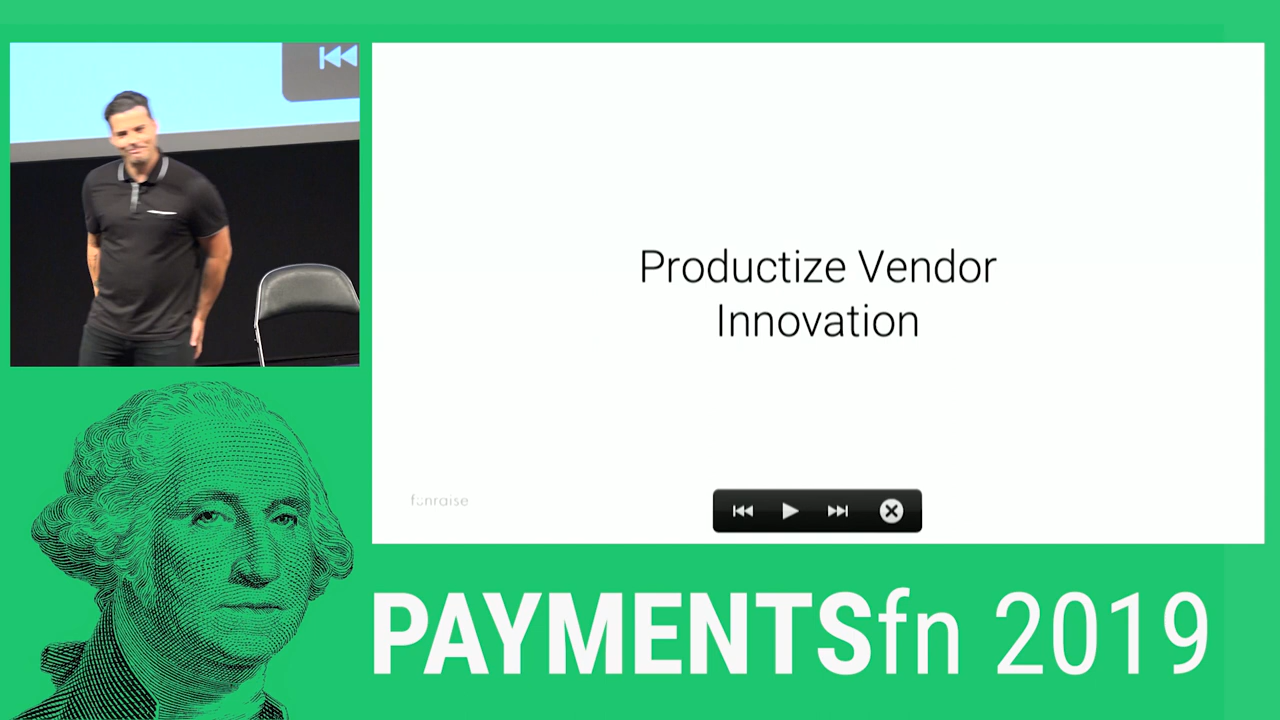 Productize Vendor
Innovation
funraise
PAYMENTSfn 2019